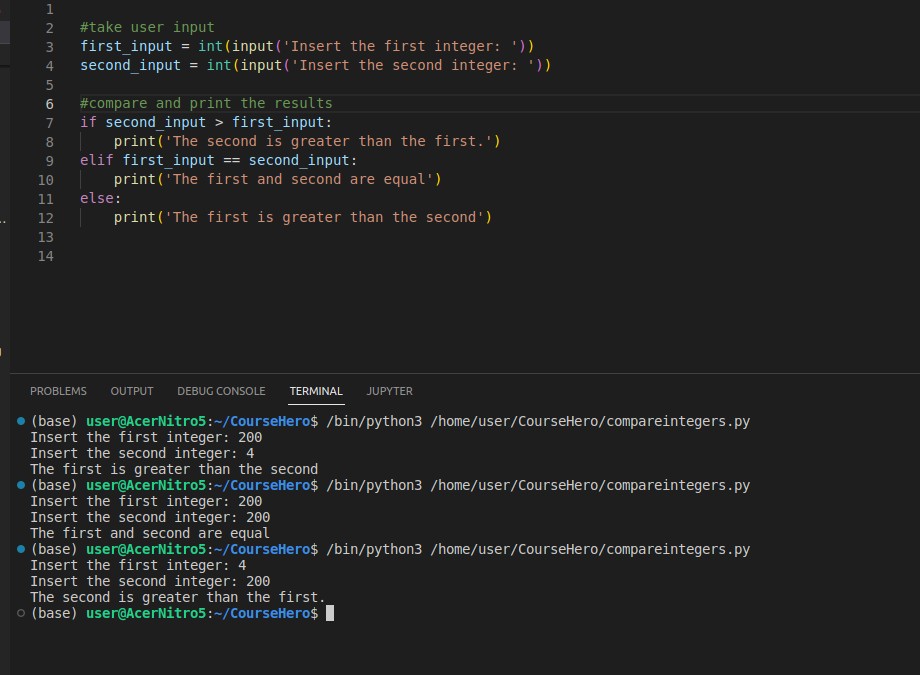 1
2 #take user input
3 first_input = int(input('Insert the first integer: '))
4 second_input = int(input('Insert the second integer: '))
5
6 #compare and print the results
7 if second_input > first_input:
8     print('The second is greater than the first.')
9 elif first_input == second_input:
10     print('The first and second are equal')
11 else:
12     print('The first is greater than the second')
13
14
PROBLEMS OUTPUT DEBUG CONSOLE TERMINAL JUPYTER
(base) user@AcerNitro5:~/CourseHero$ /bin/python3 /home/user/CourseHero/compareintegers.py
Insert the first integer: 200
Insert the second integer: 4
The first is greater than the second
(base) user@AcerNitro5:~/CourseHero$ /bin/python3 /home/user/CourseHero/compareintegers.py
Insert the first integer: 200
Insert the second integer: 200
The first and second are equal
(base) user@AcerNitro5:~/CourseHero$ /bin/python3 /home/user/CourseHero/compareintegers.py
Insert the first integer: 4
Insert the second integer: 200
The second is greater than the first.
(base) user@AcerNitro5:~/CourseHero$